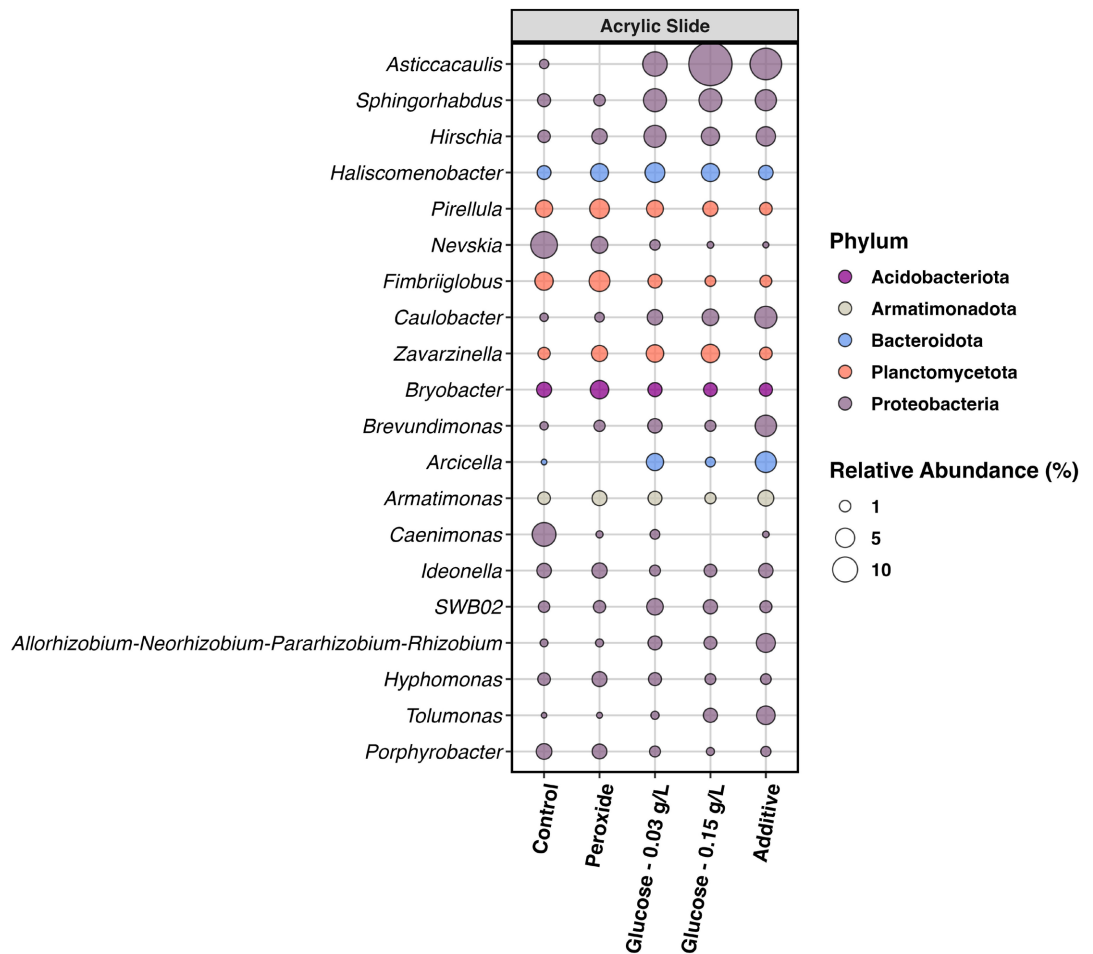 Acrylic Slide
Asticcacaulis
Sphingorhabdus
Hirschia
Haliscomenobacter
Pirellula
Nevskia
Fimbriiglobus
Caulobacter
Zavarzinella
Bryobacter
Brevundimonas
Arcicella
Armatimonas
Caenimonas
Ideonella
SWB02
Allorhizobium-Neorhizobium-Pararhizobium-Rhizobium
Hyphomonas
Tolumonas
Porphyrobacter
Control
Peroxide
Glucose - 0.03 g/L
Glucose - 0.15 g/L
Additive
Phylum
Acidobacteriota
Armatimonadota
Bacteroidota
Planctomycetota
Proteobacteria
Relative Abundance (%)
1
5
10